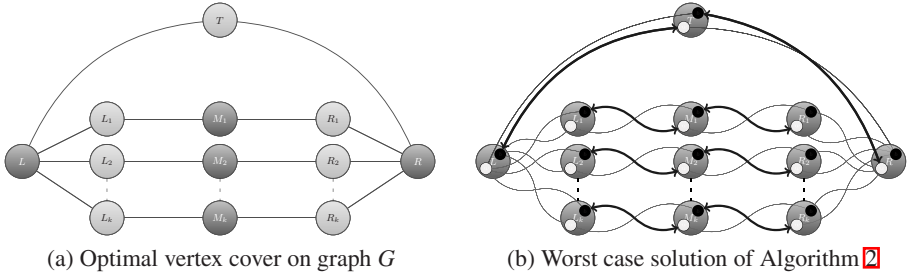 T
L₁ M₁ R₁
L L₂ M₂ R₂ R
Lₖ Mₖ Rₖ
(a) Optimal vertex cover on graph G
(b) Worst case solution of Algorithm 2